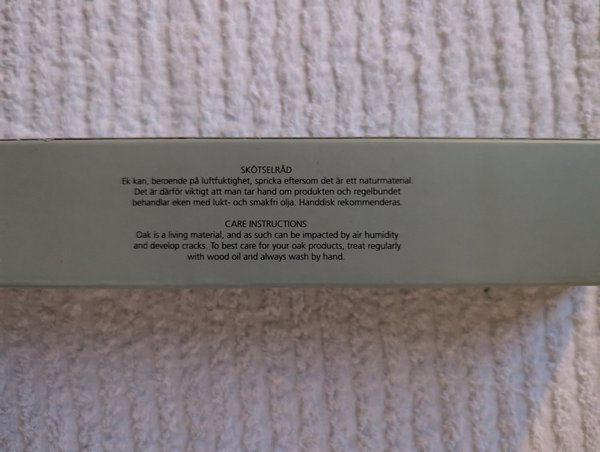 SKÖTSELRÅD
Ek kan, beroende på luftfuktighet, spricka eftersom det är ett naturmaterial.
Det är därför viktigt att man tar hand om produkten och regelbundet
behandlar eken med lukt- och smakfri olja. Handdisk rekommenderas.
CARE INSTRUCTIONS
Oak is a living material, and as such can be impacted by air humidity
and develop cracks. To best care for your oak products, treat regularly
with wood oil and always wash by hand.